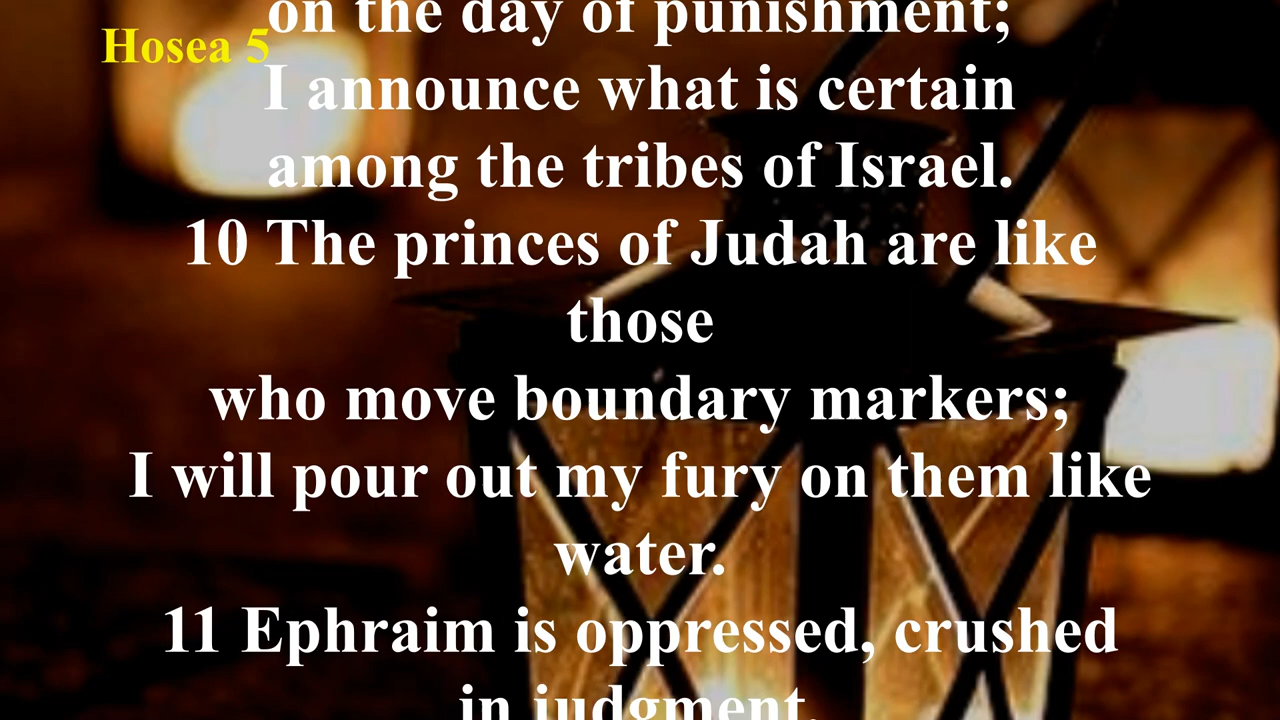 on the day of punishment;
Hosea 5
I announce what is certain
among the tribes of Israel.
10 The princes of Judah are like
those
who move boundary markers;
I will pour out my fury on them like
water.
11 Ephraim is oppressed, crushed
in judgment,